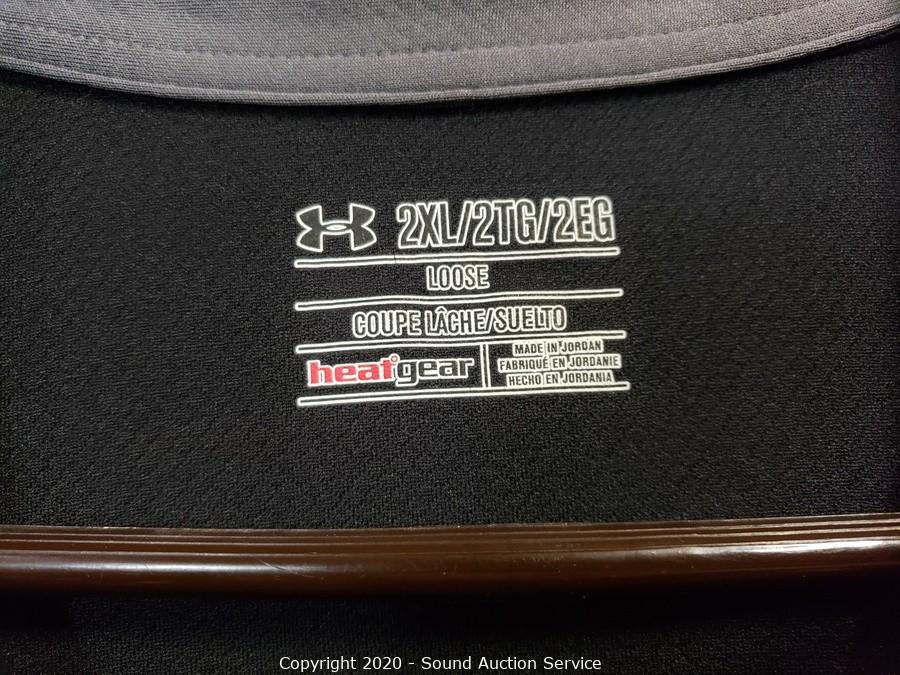 2XL/2TG/2EG
LOOSE
COUPE LÂCHE/SUELTO
heatgear
MADE IN JORDAN
FABRIQUÉ EN JORDANIE
HECHO EN JORDANIA
Copyright 2020 - Sound Auction Service